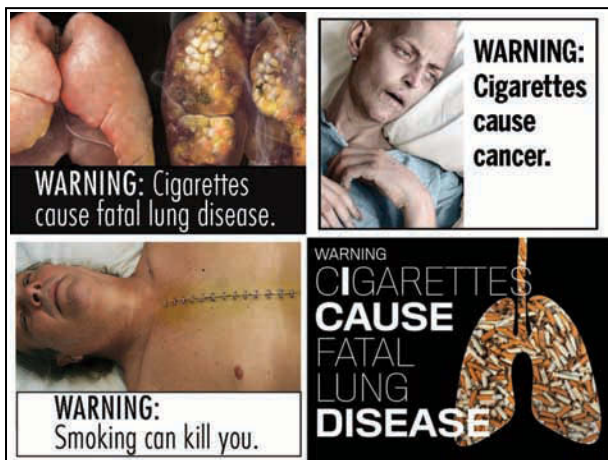 WARNING: Cigarettes
cause fatal lung disease.
WARNING:
Cigarettes
cause
cancer.
WARNING:
Smoking can kill you.
WARNING
CIGARETTES
CAUSE
FATAL
LUNG
DISEASE